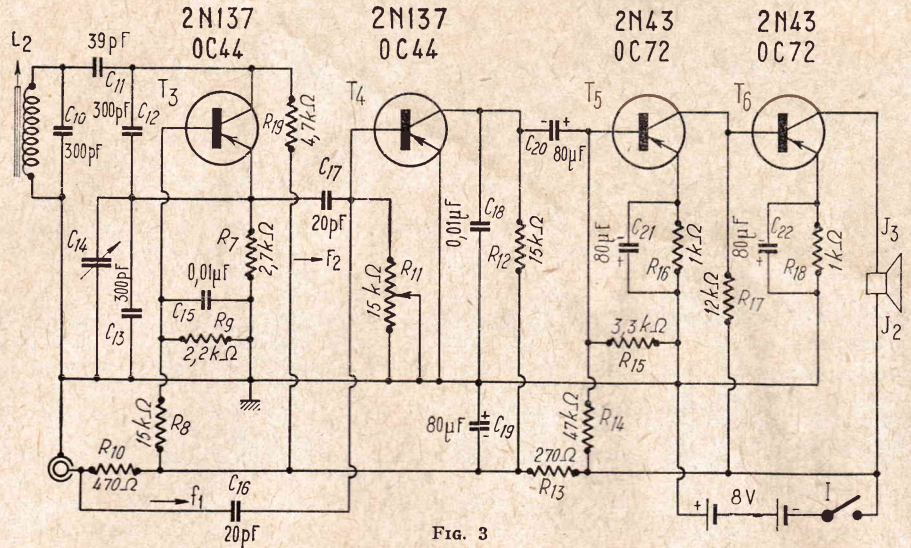 2N137
OC44
2N137
OC44
2N43
OC72
2N43
OC72
L2
39pF
C11
C10
300pF
300pF
C12
T3
R19
4,7kΩ
T4
C20
80µF
T5
T6
C17
20pF
C14
300pF
C13
R7
2,7kΩ
f2
0,01µF
C15
R9
2,2kΩ
R11
15kΩ
0,01µF
C18
R12
15kΩ
80µF
C21
R16
1kΩ
80µF
C22
R18
1kΩ
R17
12kΩ
J3
J2
3,3kΩ
R15
15kΩ
R8
80µF
C19
47kΩ
R14
R10
470Ω
270Ω
R13
f1
C16
20pF
8V
I
FIG. 3